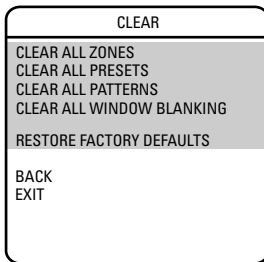 CLEAR
CLEAR ALL ZONES
CLEAR ALL PRESETS
CLEAR ALL PATTERNS
CLEAR ALL WINDOW BLANKING
RESTORE FACTORY DEFAULTS
BACK
EXIT